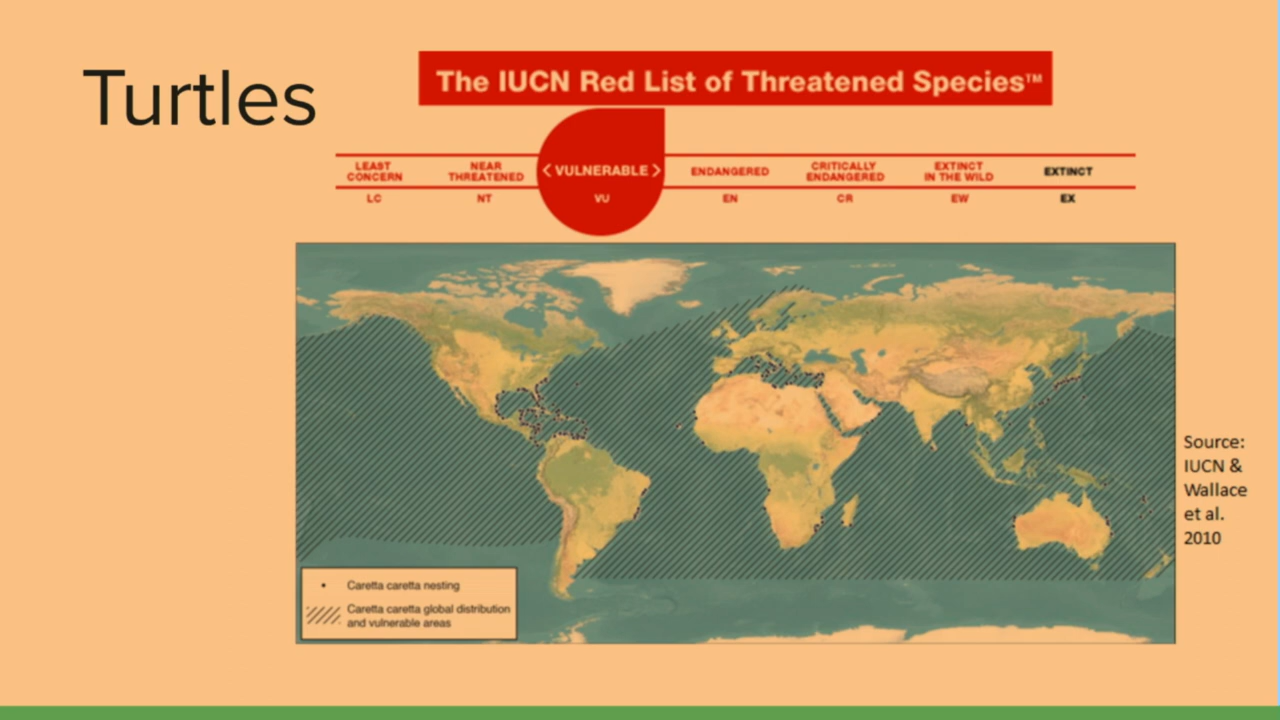 Turtles
The IUCN Red List of Threatened Species™
LEAST
CONCERN
LC
NEAR
THREATENED
NT
< VULNERABLE >
VU
ENDANGERED
EN
CRITICALLY
ENDANGERED
CR
EXTINCT
IN THE WILD
EW
EXTINCT
EX
Source:
IUCN &
Wallace
et al.
2010
Caretta caretta nesting
Caretta caretta global distribution
and vulnerable areas